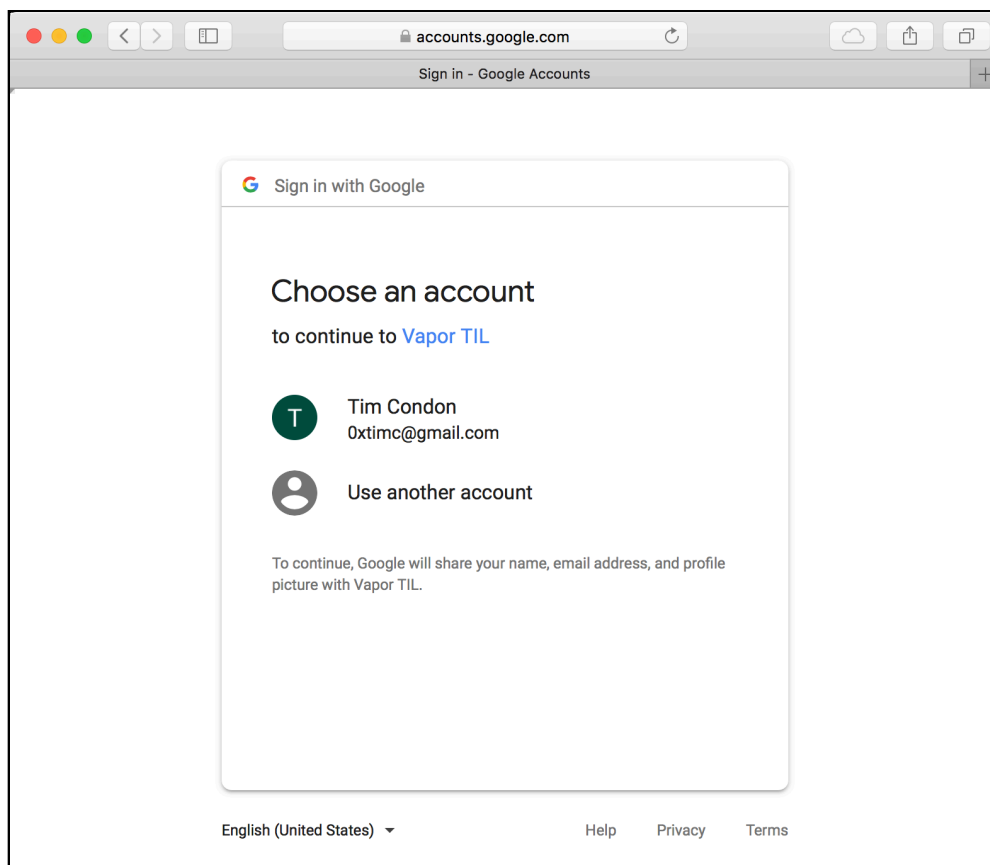 accounts.google.com
Sign in - Google Accounts
Sign in with Google
Choose an account
to continue to Vapor TIL
T
Tim Condon
0xtimc@gmail.com
Use another account
To continue, Google will share your name, email address, and profile
picture with Vapor TIL.
English (United States)
Help Privacy Terms